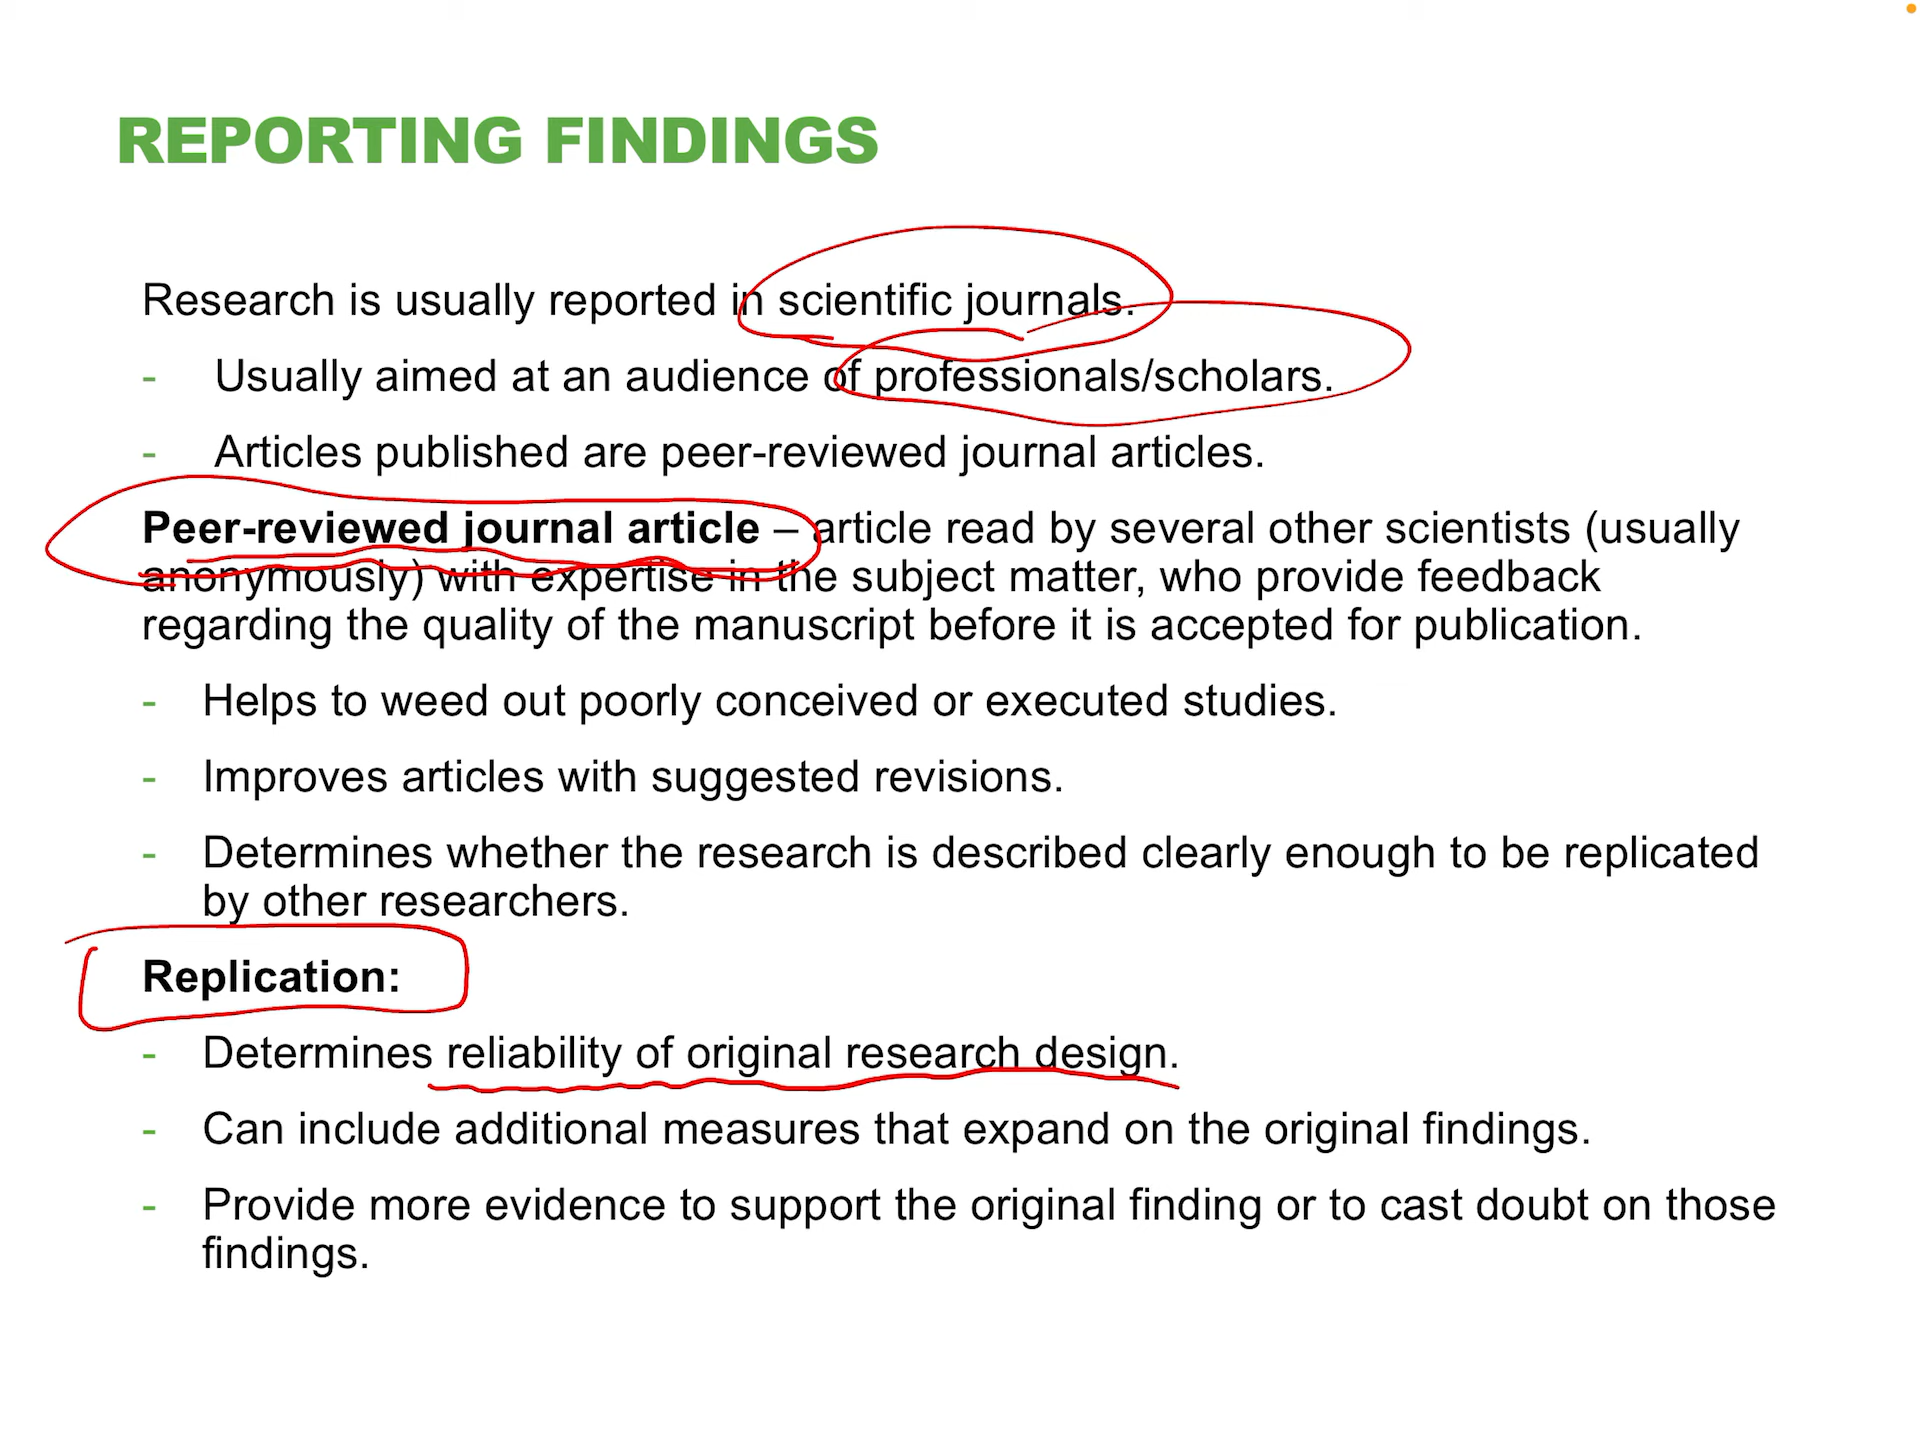 REPORTING FINDINGS
Research is usually reported in scientific journals.
- Usually aimed at an audience of professionals/scholars.
- Articles published are peer-reviewed journal articles.
Peer-reviewed journal article – article read by several other scientists (usually
anonymously) with expertise in the subject matter, who provide feedback
regarding the quality of the manuscript before it is accepted for publication.
- Helps to weed out poorly conceived or executed studies.
- Improves articles with suggested revisions.
- Determines whether the research is described clearly enough to be replicated
by other researchers.
Replication:
- Determines reliability of original research design.
- Can include additional measures that expand on the original findings.
- Provide more evidence to support the original finding or to cast doubt on those
findings.